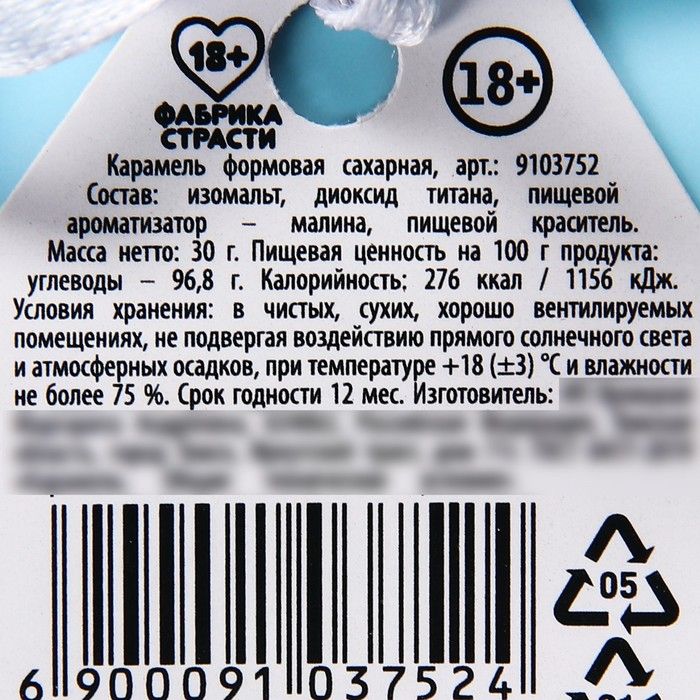 18+
ФАБРИКА
СТРАСТИ
18+
Карамель формовая сахарная, арт.: 9103752
Состав: изомальт, диоксид титана, пищевой
ароматизатор – малина, пищевой краситель.
Масса нетто: 30 г. Пищевая ценность на 100 г продукта:
углеводы – 96,8 г. Калорийность: 276 ккал / 1156 кДж.
Условия хранения: в чистых, сухих, хорошо вентилируемых
помещениях, не подвергая воздействию прямого солнечного света
и атмосферных осадков, при температуре +18 (±3) °С и влажности
не более 75 %. Срок годности 12 мес. Изготовитель:
05
6 900091 037524